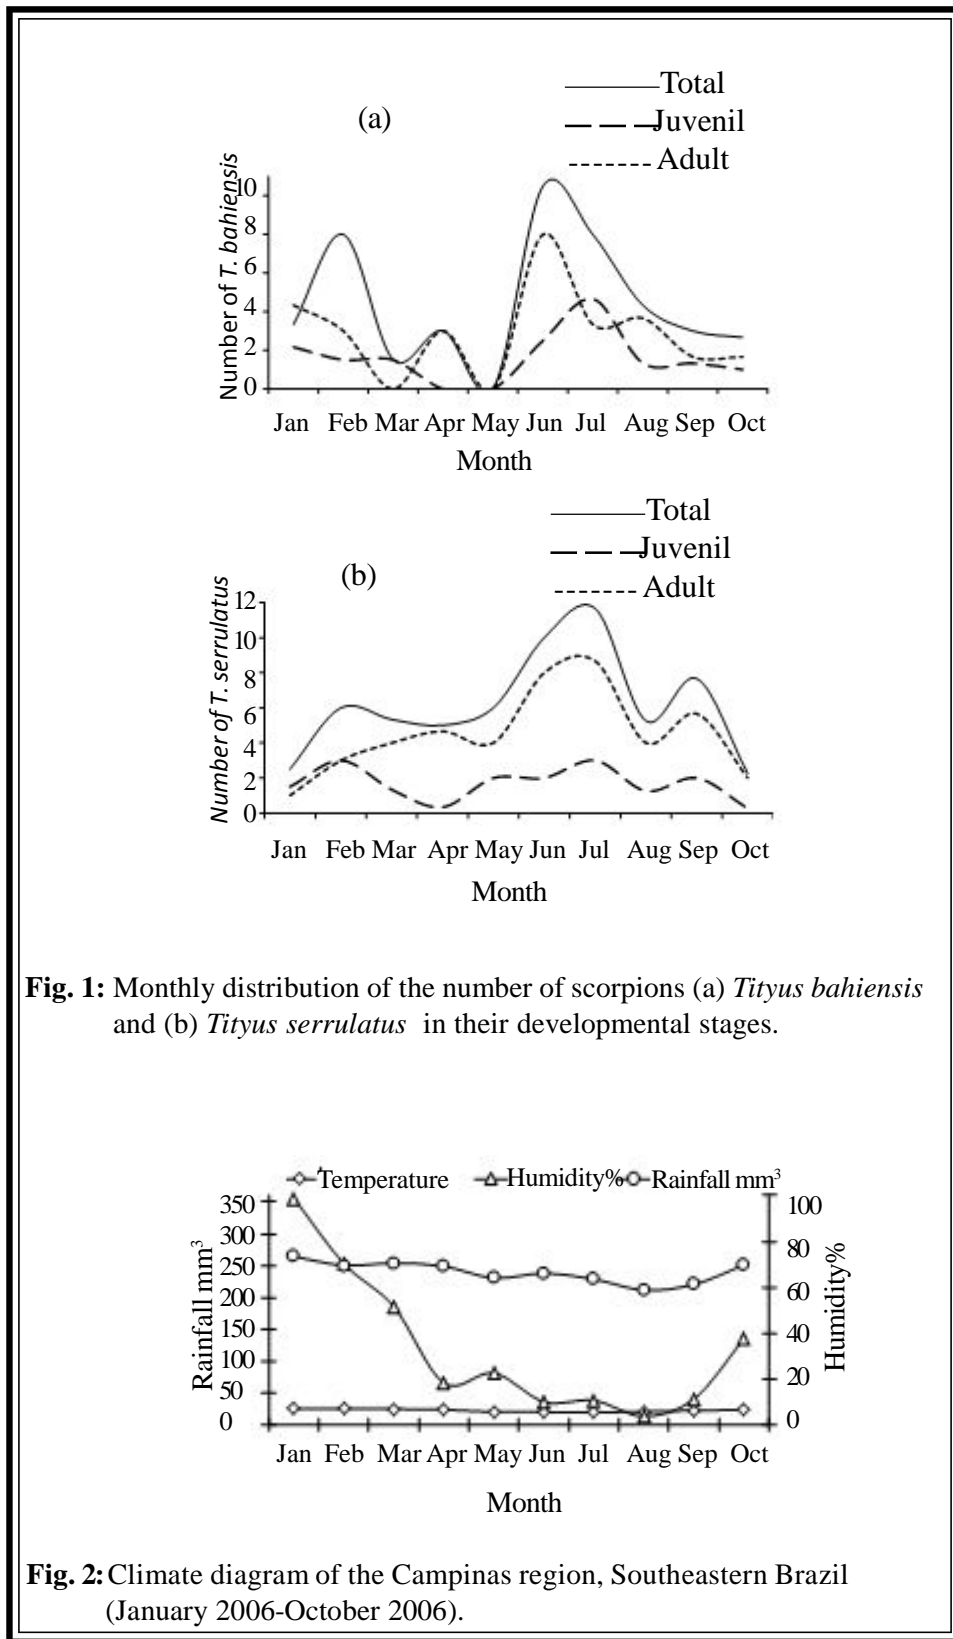 Total
(a)
Juvenil
Adult
Number of T. bahiensis
10
8
6
4
2
0
Jan Feb Mar Apr May Jun Jul Aug Sep Oct
Month
Total
Juvenil
(b)
Adult
Number of T. serrulatus
12
10
8
6
4
2
0
Jan Feb Mar Apr May Jun Jul Aug Sep Oct
Month
Fig. 1: Monthly distribution of the number of scorpions (a) Tityus bahiensis
and (b) Tityus serrulatus in their developmental stages.
Temperature Humidity% Rainfall mm³
Rainfall mm³
350
300
250
200
150
100
50
0
100
80
60
40
20
0
Humidity%
Jan Feb Mar Apr May Jun Jul Aug Sep Oct
Month
Fig. 2: Climate diagram of the Campinas region, Southeastern Brazil
(January 2006-October 2006).